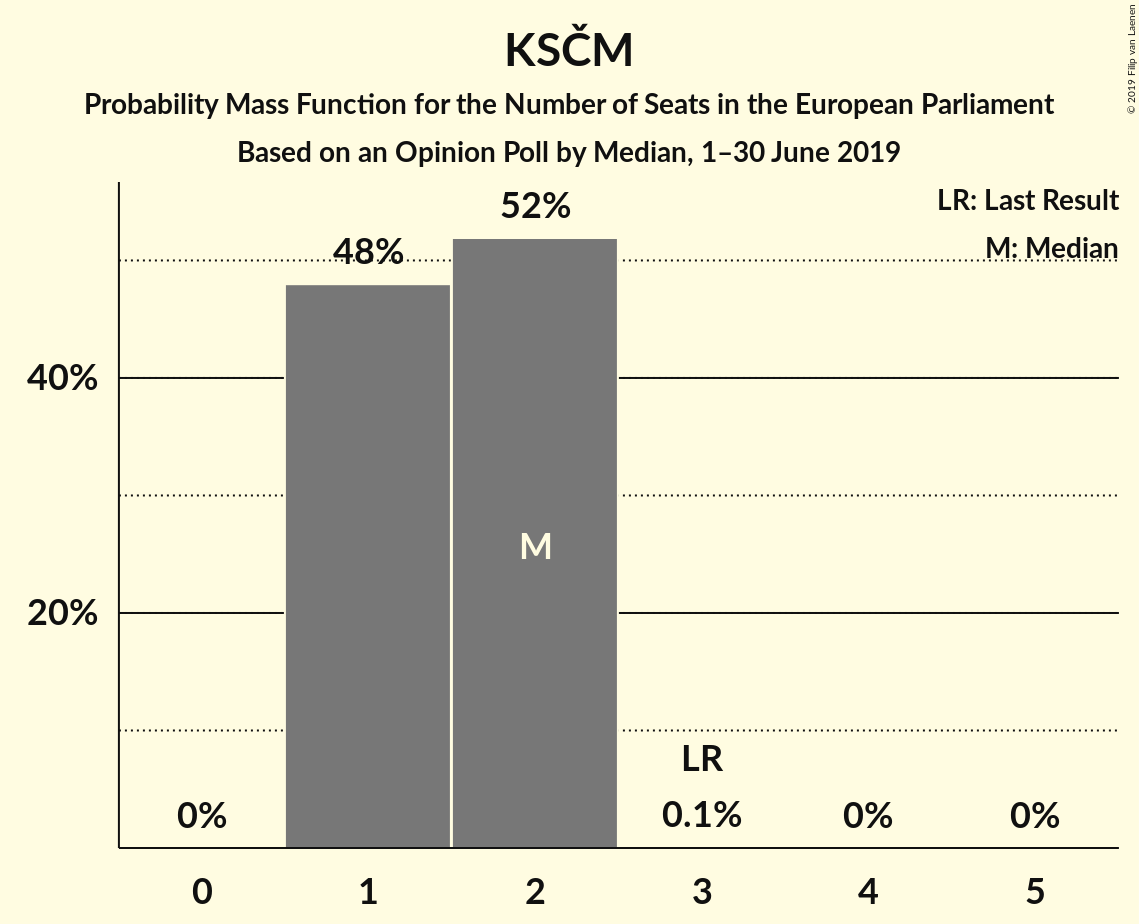 KSČM
Probability Mass Function for the Number of Seats in the European Parliament
Based on an Opinion Poll by Median, 1–30 June 2019
© 2019 Filip van Laenen
LR: Last Result
M: Median
52%
48%
40%
20%
M
LR
0%
0.1%
0%
0%
0 1 2 3 4 5